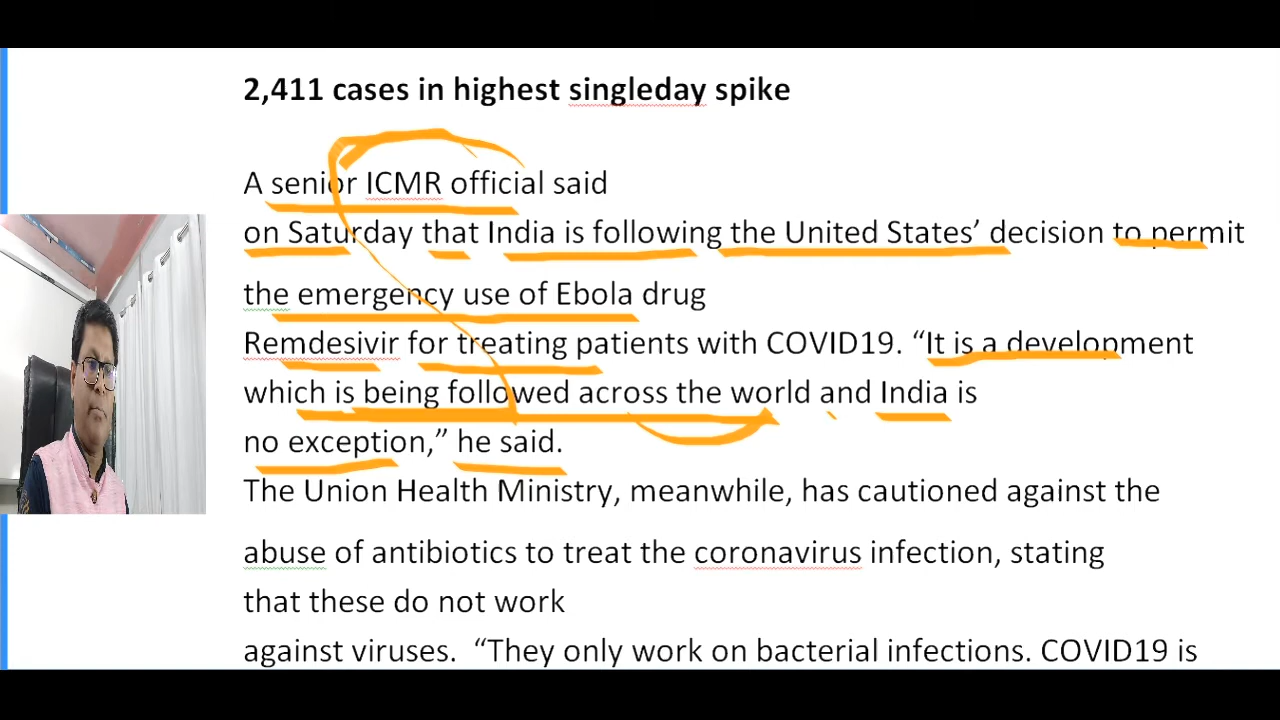 2,411 cases in highest singleday spike
A senior ICMR official said
on Saturday that India is following the United States’ decision to permit
the emergency use of Ebola drug
Remdesivir for treating patients with COVID19. “It is a development
which is being followed across the world and India is
no exception,” he said.
The Union Health Ministry, meanwhile, has cautioned against the
abuse of antibiotics to treat the coronavirus infection, stating
that these do not work
against viruses. “They only work on bacterial infections. COVID19 is